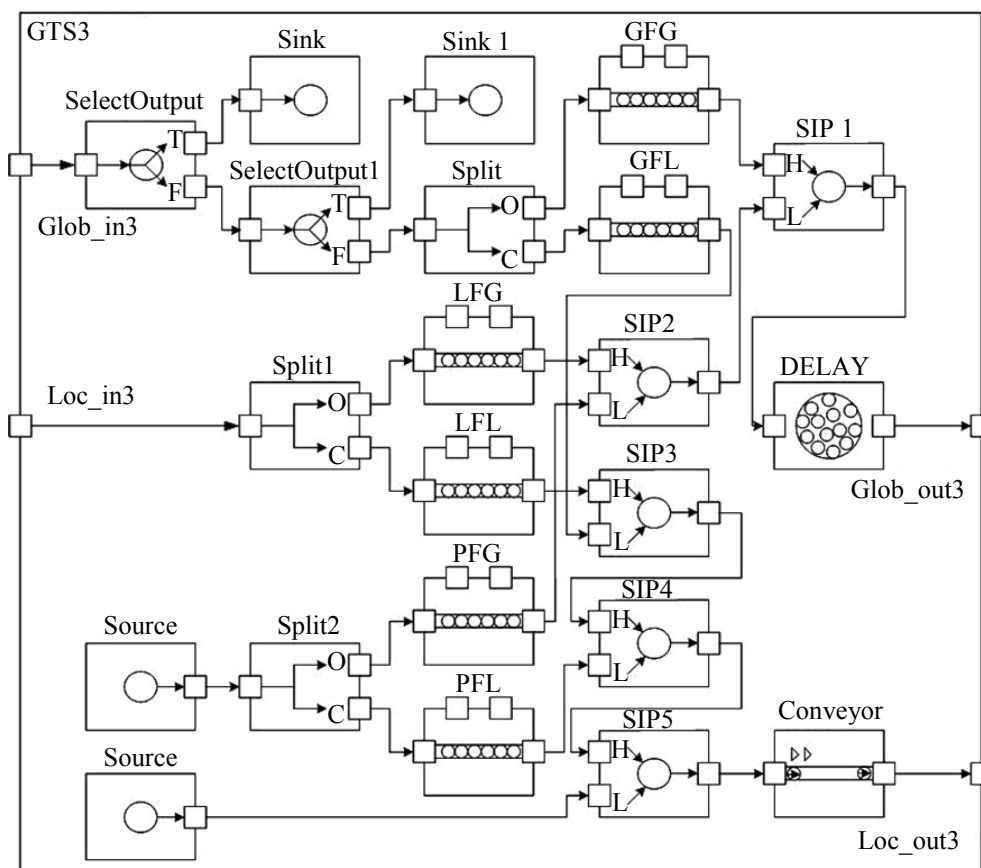 GTS3
Sink
Sink 1
GFG
SelectOutput
T
F
Glob_in3
SelectOutput1
T
F
Split
O
C
GFL
SIP 1
H
L
LFG
Loc_in3
Split1
O
C
LFL
SIP2
H
L
DELAY
Glob_out3
SIP3
H
L
PFG
Source
Split2
O
C
PFL
SIP4
H
L
Source
SIP5
H
L
Conveyor
Loc_out3